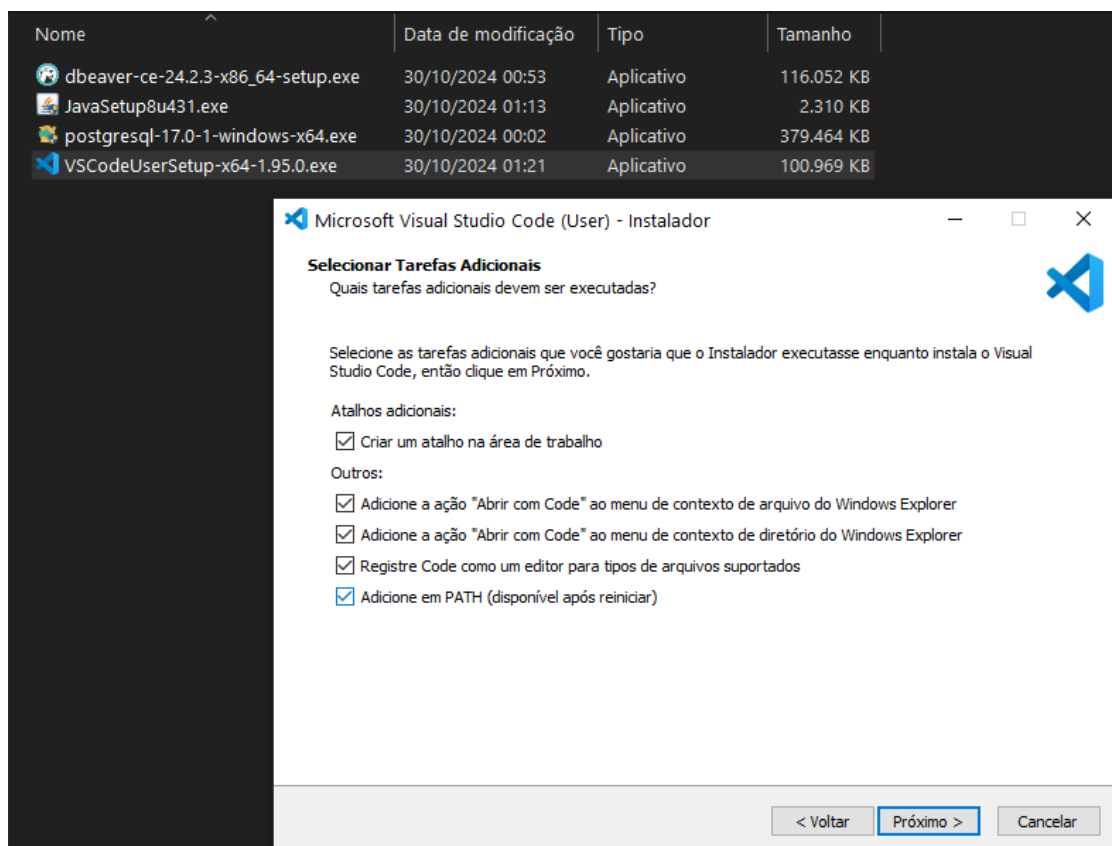 Nome Data de modificação Tipo Tamanho
dbeaver-ce-24.2.3-x86_64-setup.exe 30/10/2024 00:53 Aplicativo 116.052 KB
JavaSetup8u431.exe 30/10/2024 01:13 Aplicativo 2.310 KB
postgresql-17.0-1-windows-x64.exe 30/10/2024 00:02 Aplicativo 379.464 KB
VSCodeUserSetup-x64-1.95.0.exe 30/10/2024 01:21 Aplicativo 100.969 KB
Microsoft Visual Studio Code (User) - Instalador
Selecionar Tarefas Adicionais
Quais tarefas adicionais devem ser executadas?
Selecione as tarefas adicionais que você gostaria que o Instalador executasse enquanto instala o Visual
Studio Code, então clique em Próximo.
Atalhos adicionais:
Criar um atalho na área de trabalho
Outros:
Adicione a ação "Abrir com Code" ao menu de contexto de arquivo do Windows Explorer
Adicione a ação "Abrir com Code" ao menu de contexto de diretório do Windows Explorer
Registre Code como um editor para tipos de arquivos suportados
Adicione em PATH (disponível após reiniciar)
< Voltar Próximo > Cancelar